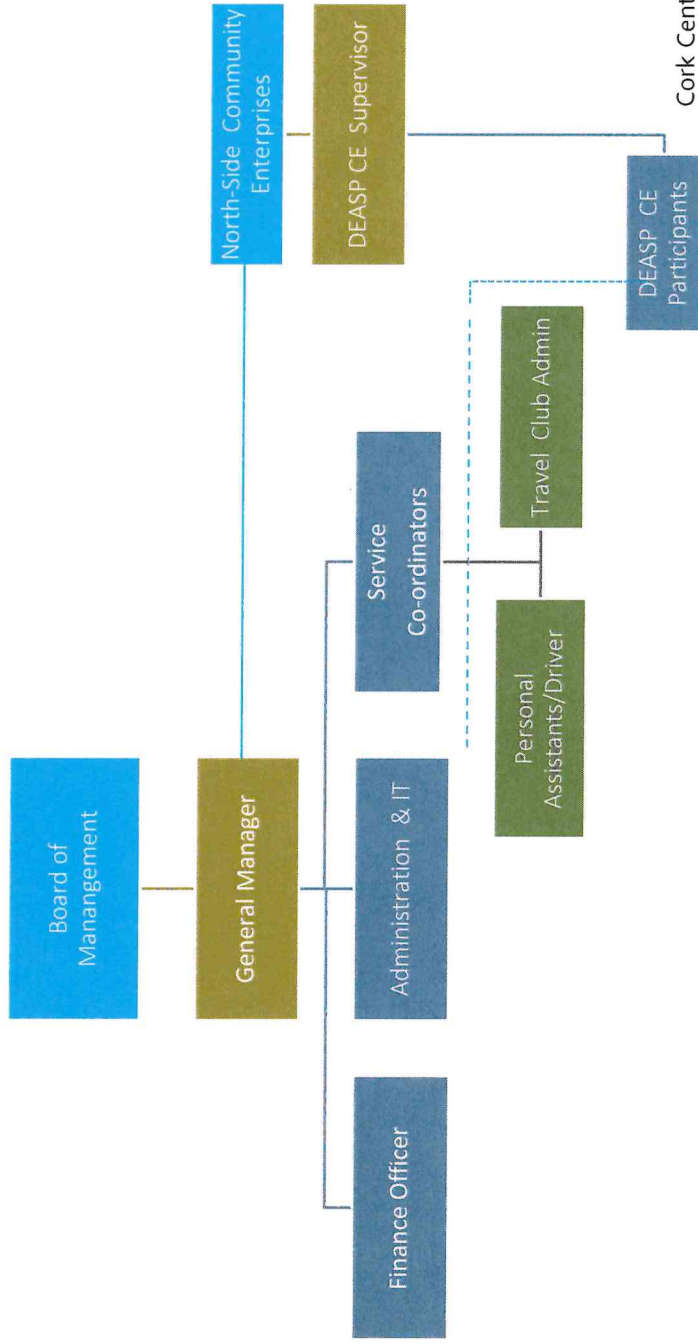 Board of
Manangement
General Manager
North-Side Community
Enterprises
DEASP CE Supervisor
Finance Officer
Administration & IT
Service
Co-ordinators
Personal
Assistants/Driver
Travel Club Admin
DEASP CE
Participants
Cork Cent